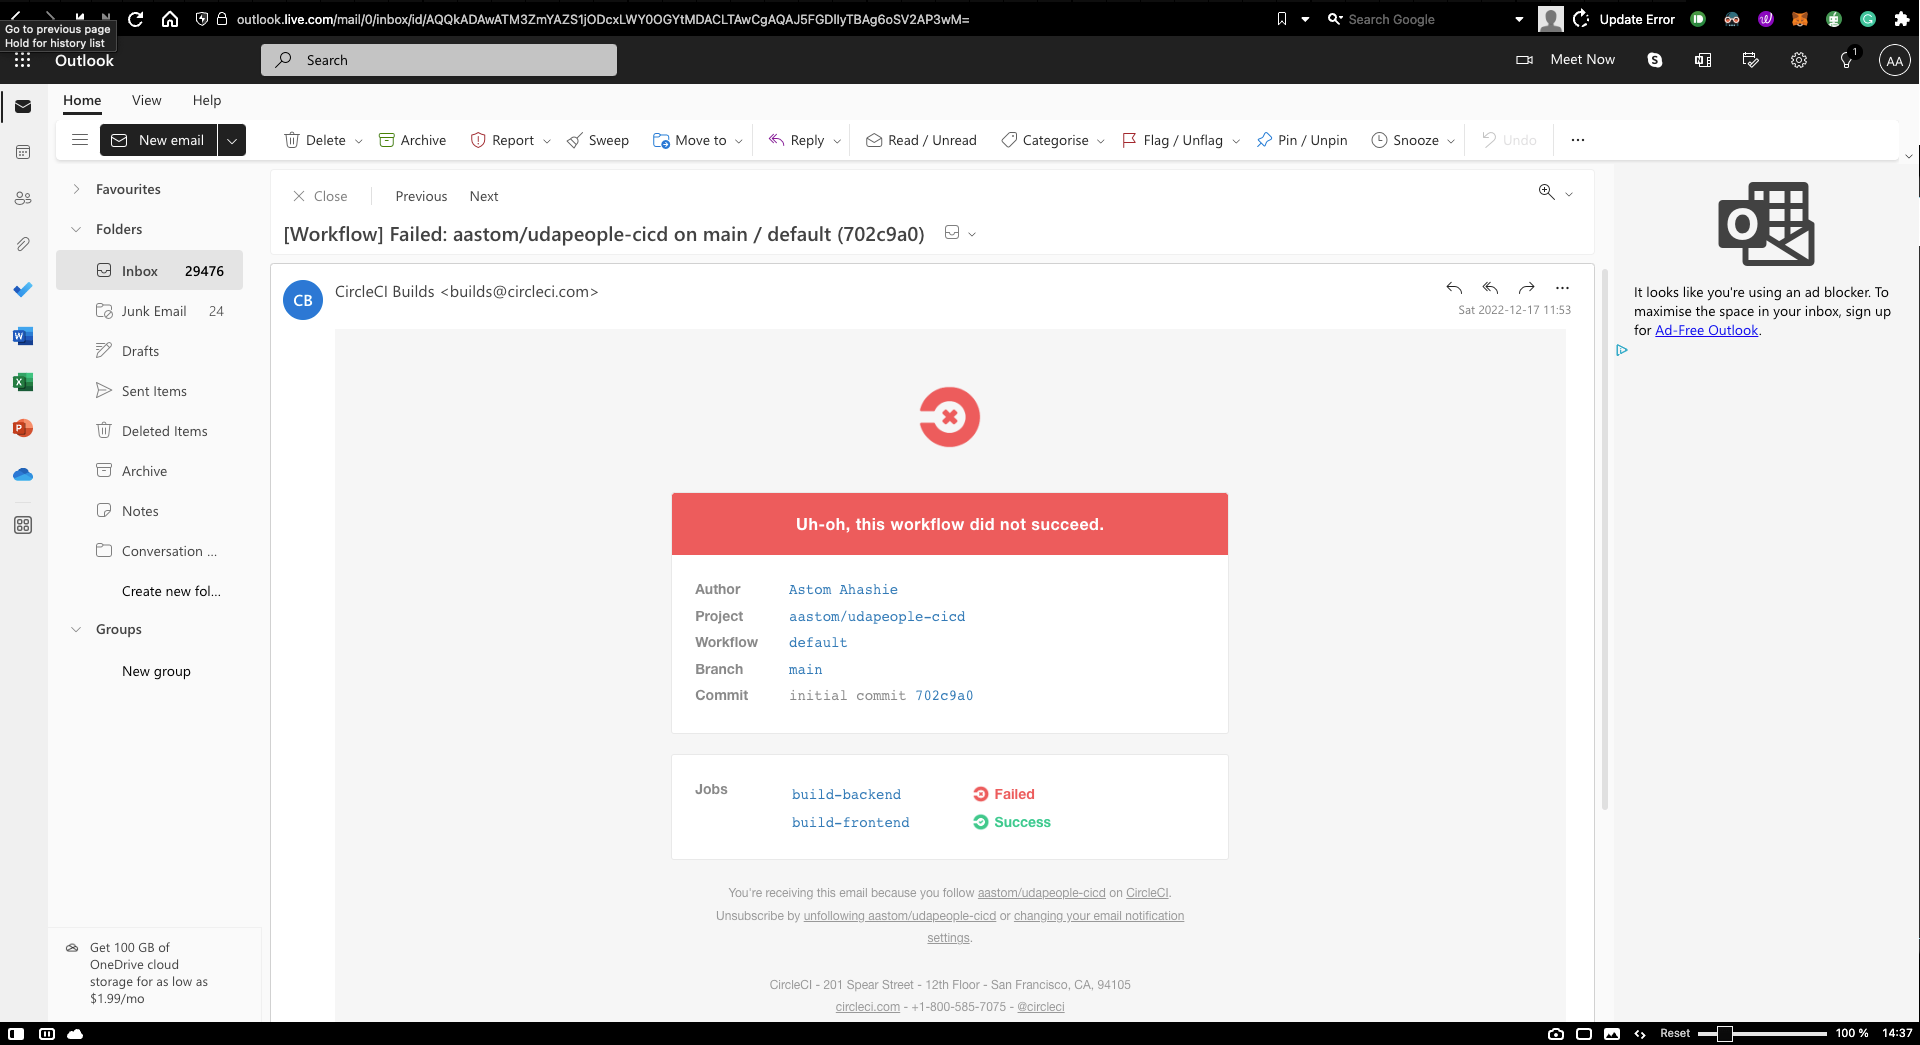 outlook.live.com/mail/0/inbox/id/AQQkADAwATM3ZmYAZS1jODcxLWY0OGYtMDACLTAwCgAQAJ5FGDIlyTBAg6oSV2AP3wM=
Search Google
Update Error
Go to previous page
Hold for history list
Outlook
Search
Meet Now
1
AA
Home View Help
New email
Delete
Archive
Report
Sweep
Move to
Reply
Read / Unread
Categorise
Flag / Unflag
Pin / Unpin
Snooze
Undo
Favourites
Folders
Inbox 29476
Junk Email 24
Drafts
Sent Items
Deleted Items
Archive
Notes
Conversation ...
Create new fol...
Groups
New group
Get 100 GB of
OneDrive cloud
storage for as low as
$1.99/mo
Close
Previous
Next
[Workflow] Failed: aastom/udapeople-cicd on main / default (702c9a0)
CB
CircleCI Builds <builds@circleci.com>
Sat 2022-12-17 11:53
Uh-oh, this workflow did not succeed.
Author Astom Ahashie
Project aastom/udapeople-cicd
Workflow default
Branch main
Commit initial commit 702c9a0
Jobs
build-backend Failed
build-frontend Success
You're receiving this email because you follow aastom/udapeople-cicd on CircleCI.
Unsubscribe by unfollowing aastom/udapeople-cicd or changing your email notification
settings.
CircleCI - 201 Spear Street - 12th Floor - San Francisco, CA, 94105
circleci.com - +1-800-585-7075 - @circleci
It looks like you're using an ad blocker. To
maximise the space in your inbox, sign up
for Ad-Free Outlook.
Reset
100 %
14:37